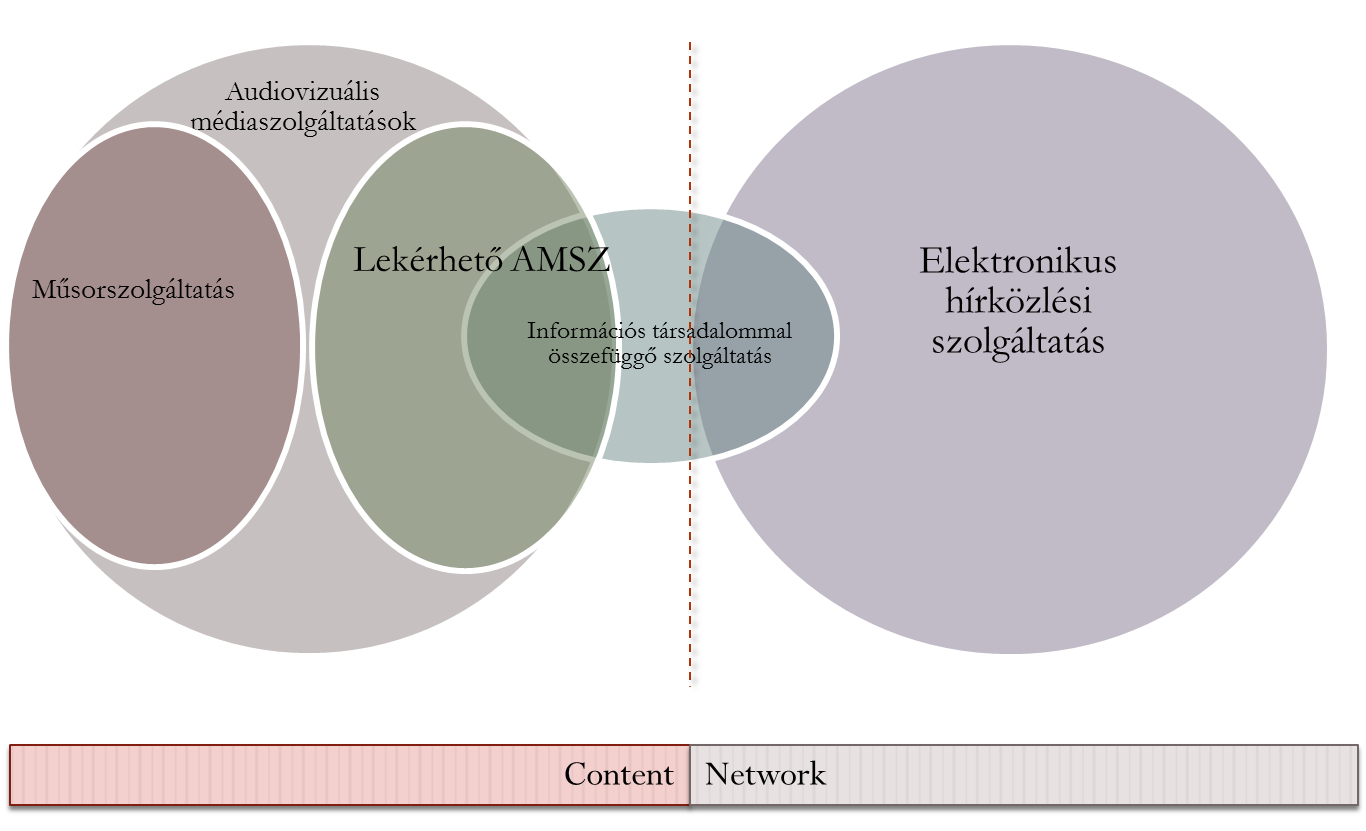 Audiovizuális
médiaszolgáltatások
Műsorszolgáltatás
Lekérhető AMSZ
Információs társadalommal
összefüggő szolgáltatás
Elektronikus
hírközlési
szolgáltatás
Content
Network